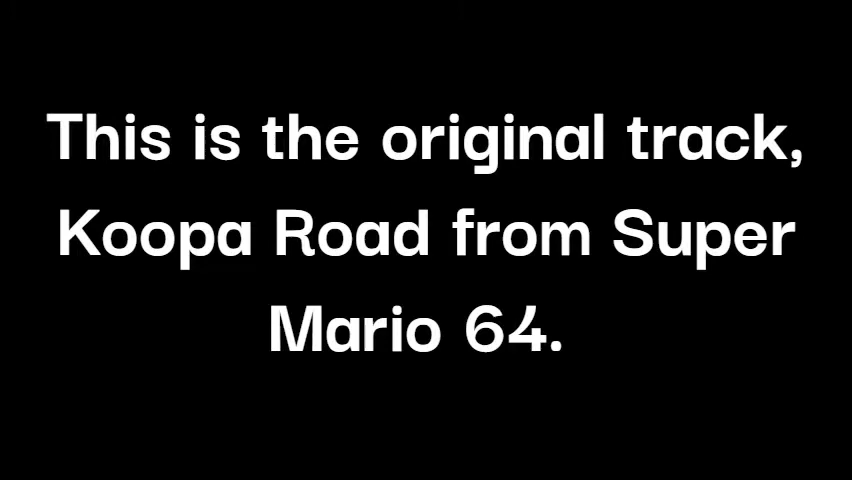 This is the original track,
Koopa Road from Super
Mario 64.